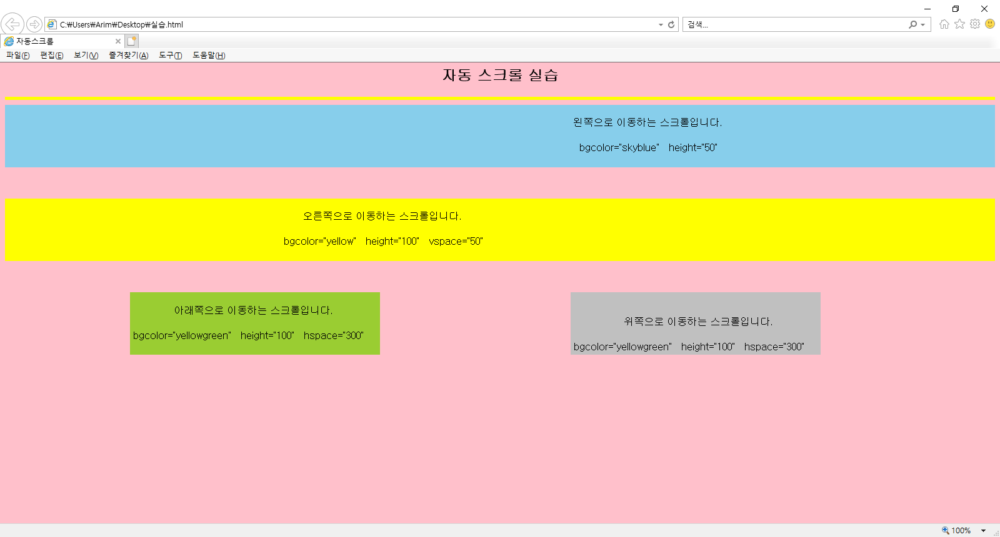 C:₩Users₩Arim₩Desktop₩실습.html
검색...
자동스크롤
파일(F) 편집(E) 보기(V) 즐겨찾기(A) 도구(T) 도움말(H)
자동 스크롤 실습
왼쪽으로 이동하는 스크롤입니다.
bgcolor="skyblue" height="50"
오른쪽으로 이동하는 스크롤입니다.
bgcolor="yellow" height="100" vspace="50"
아래쪽으로 이동하는 스크롤입니다.
bgcolor="yellowgreen" height="100" hspace="300"
위쪽으로 이동하는 스크롤입니다.
bgcolor="yellowgreen" height="100" hspace="300"
100%